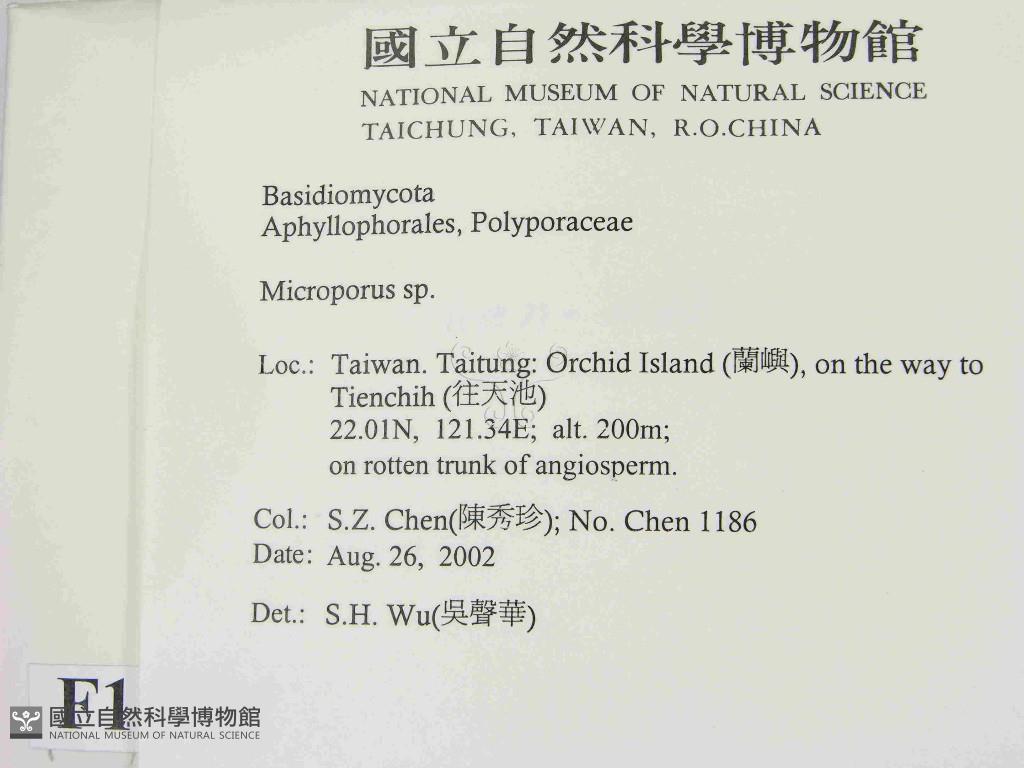 國立自然科學博物館
NATIONAL MUSEUM OF NATURAL SCIENCE
TAICHUNG, TAIWAN, R.O.CHINA
Basidiomycota
Aphyllophorales, Polyporaceae
Microporus sp.
Loc.: Taiwan. Taitung: Orchid Island (蘭嶼), on the way to
Tienchih (往天池)
22.01N, 121.34E; alt. 200m;
on rotten trunk of angiosperm.
Col.: S.Z. Chen(陳秀珍); No. Chen 1186
Date: Aug. 26, 2002
Det.: S.H. Wu(吳聲華)
F1
國立自然科學博物館
NATIONAL MUSEUM OF NATURAL SCIENCE